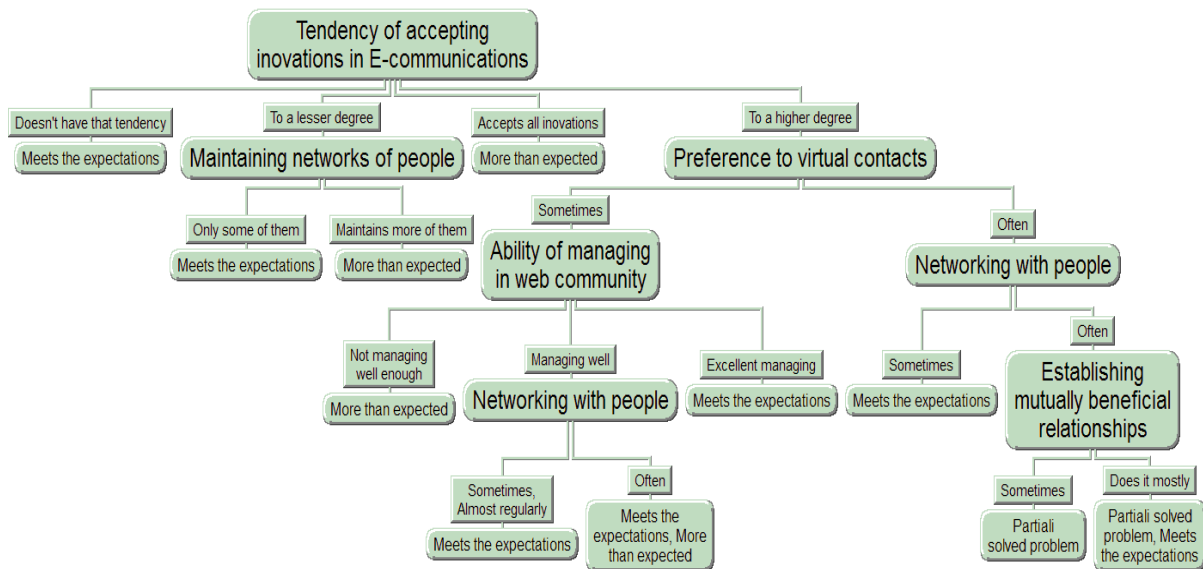 Tendency of accepting
inovations in E-communications
Doesn't have that tendency
To a lesser degree
Accepts all inovations
To a higher degree
Meets the expectations
Maintaining networks of people
More than expected
Preference to virtual contacts
Only some of them
Maintains more of them
Sometimes
Often
Meets the expectations
More than expected
Ability of managing
in web community
Networking with people
Not managing
well enough
Managing well
Excellent managing
Sometimes
Often
More than expected
Networking with people
Meets the expectations
Meets the expectations
Establishing
mutually beneficial
relationships
Sometimes,
Almost regularly
Often
Sometimes
Does it mostly
Meets the expectations
Meets the
expectations, More
than expected
Partiali
solved problem
Partiali solved
problem, Meets
the expectations